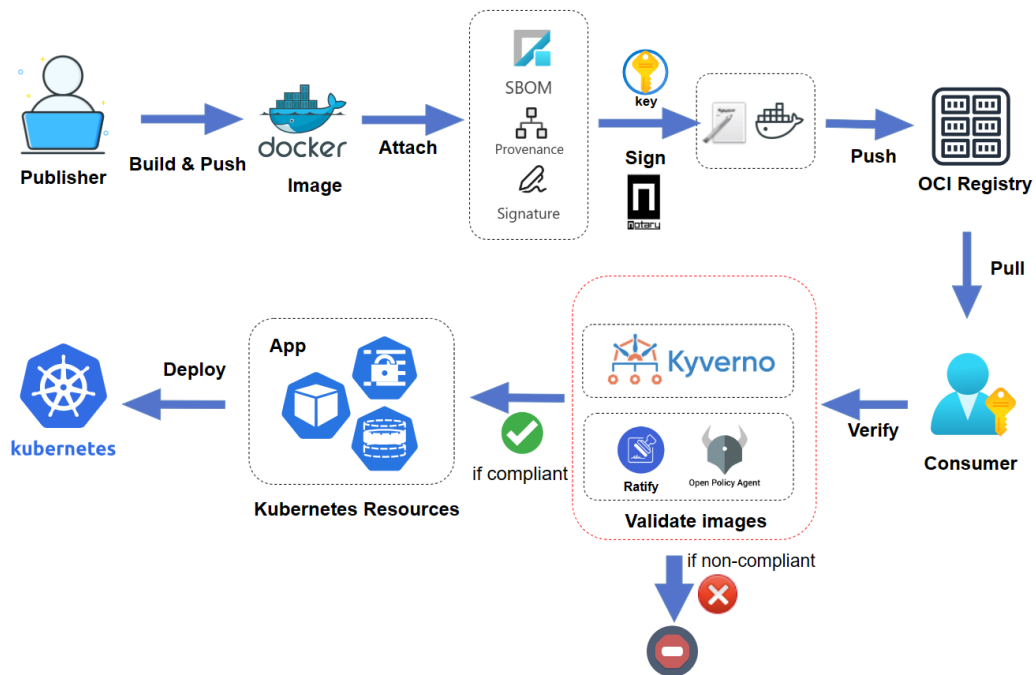 SBOM
Provenance
Signature
key
Sign
notary
docker
Publisher
Build & Push
Image
Attach
Push
OCI Registry
Pull
App
Kyverno
Deploy
kubernetes
Kubernetes Resources
if compliant
Ratify
Open Policy Agent
Validate images
Verify
Consumer
if non-compliant